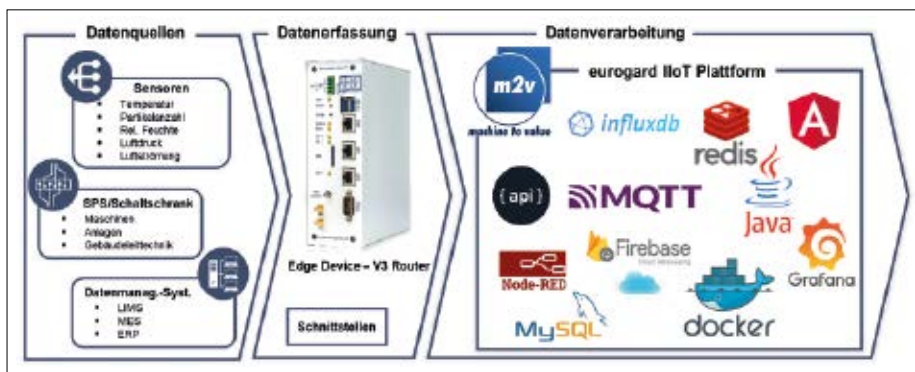 Datenquellen
Sensoren
Temperatur
Partikelanzahl
Rel. Feuchte
Luftdruck
Luftströmung
SPS/Schaltschrank
Maschinen
Anlagen
Gebäudeleittechnik
Datenmanag.-Syst.
LIMS
MES
ERP
Datenerfassung
Edge Device – V3 Router
Schnittstellen
Datenverarbeitung
m2v
machine to value
eurogard IIoT Plattform
influxdb
redis
A
{ api }
MQTT
Java
Node-RED
Firebase
Cloud Messaging
Grafana
MySQL
docker